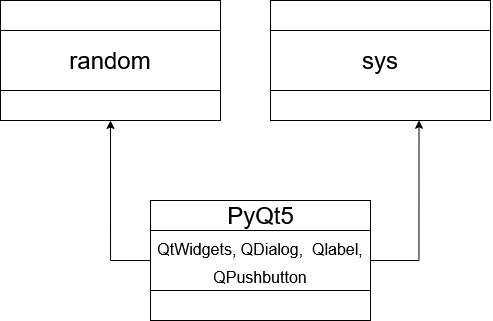 random
sys
PyQt5
QtWidgets, QDialog, Qlabel,
QPushbutton